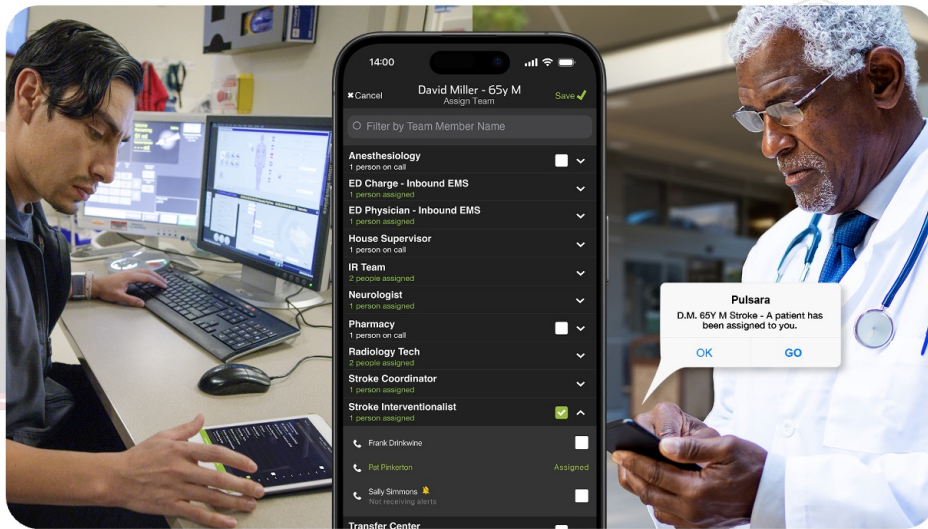 14:00
✖Cancel
David Miller - 65y M
Save ✔
Assign Team
Filter by Team Member Name
Anesthesiology
1 person on call
ED Charge - Inbound EMS
1 person assigned
ED Physician - Inbound EMS
1 person assigned
House Supervisor
1 person on call
IR Team
2 people assigned
Neurologist
1 person assigned
Pharmacy
1 person on call
Radiology Tech
2 people assigned
Stroke Coordinator
1 person assigned
Stroke Interventionalist
1 person assigned
Frank Drinkwine
Pat Pinkerton
Assigned
Sally Simmons
Not receiving alerts
Transfer Center
Pulsara
D.M. 65Y M Stroke - A patient has
been assigned to you.
OK
GO